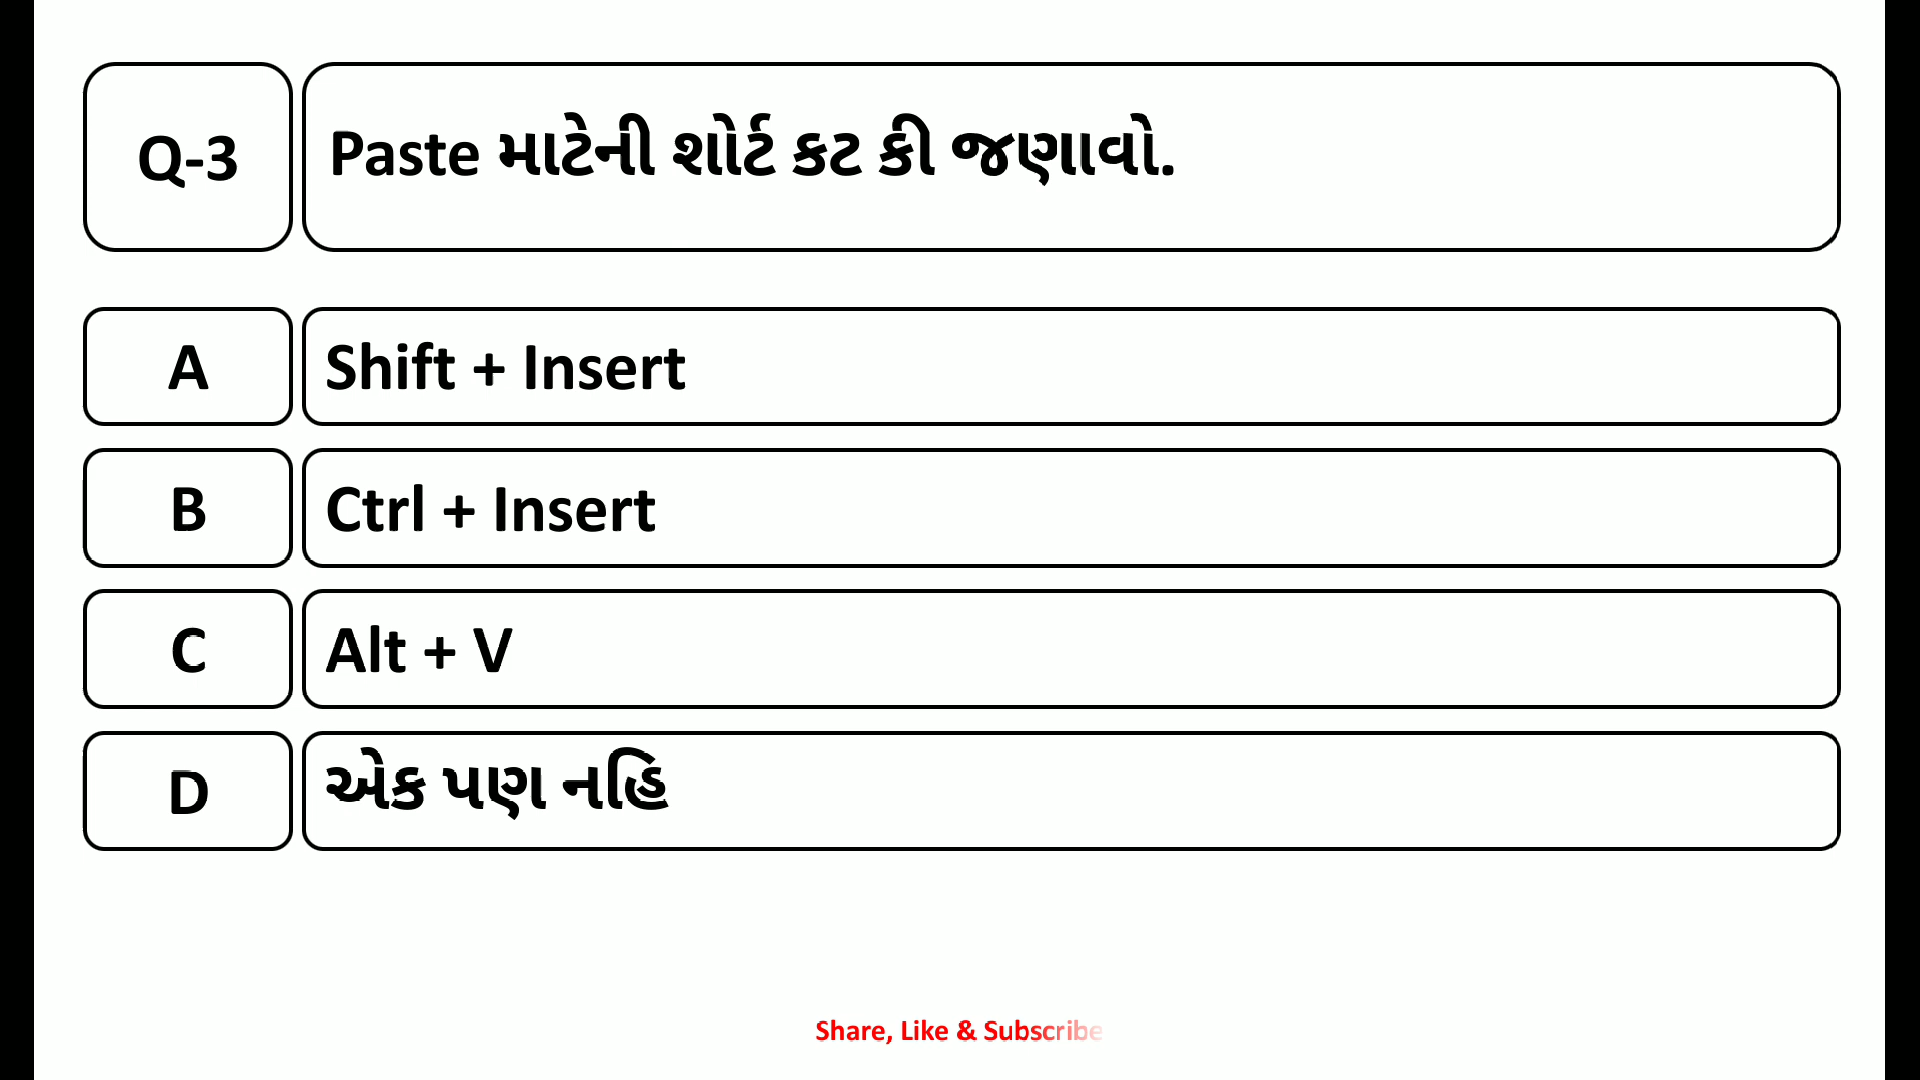 Q-3
Paste માટેની શોર્ટ કટ કી જણાવો.
A
Shift + Insert
B
Ctrl + Insert
C
Alt + V
D
એક પણ નહિ
Share, Like & Subscribe